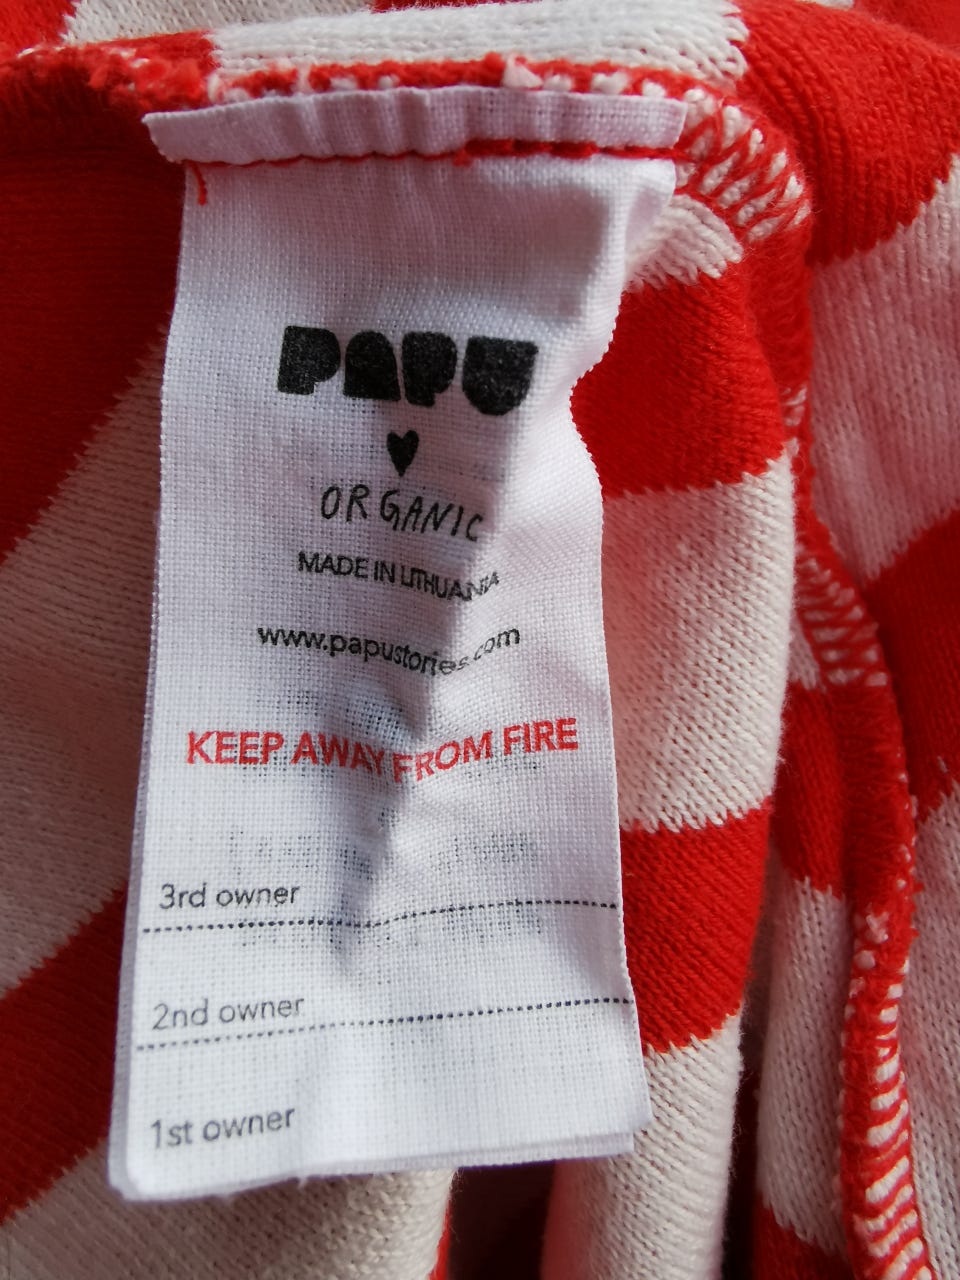 PAPU
ORGANIC
MADE IN LITHUANIA
www.papustories.com
KEEP AWAY FROM FIRE
3rd owner
2nd owner
1st owner